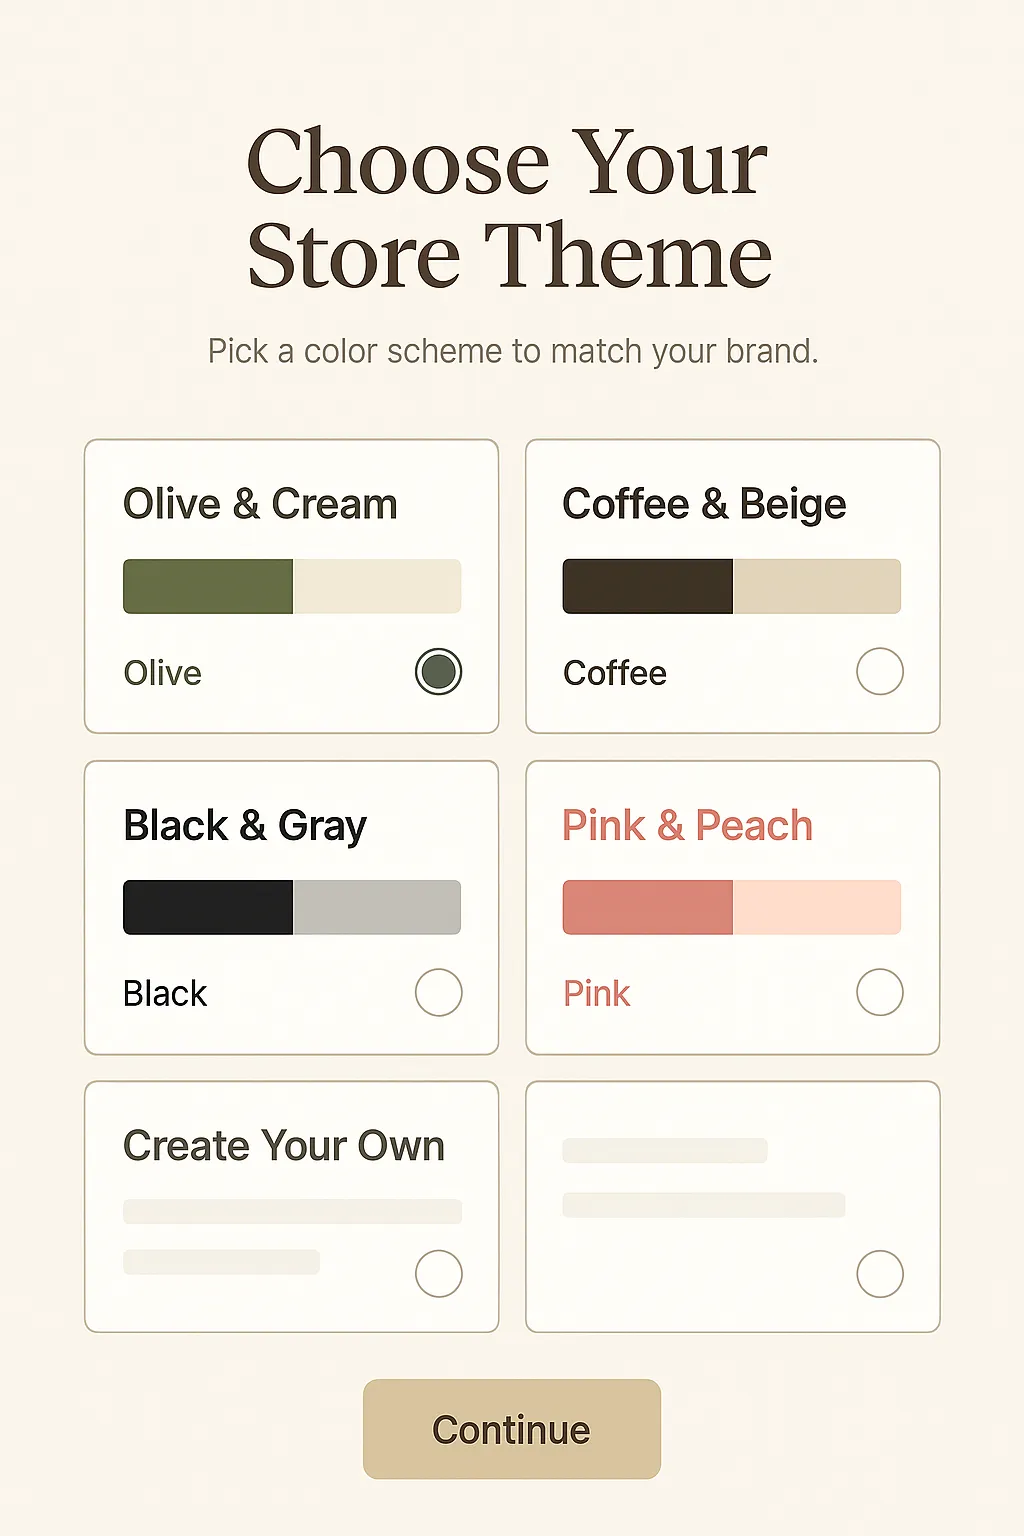 Choose Your
Store Theme
Pick a color scheme to match your brand.
Olive & Cream
Olive
Coffee & Beige
Coffee
Black & Gray
Black
Pink & Peach
Pink
Create Your Own
Continue